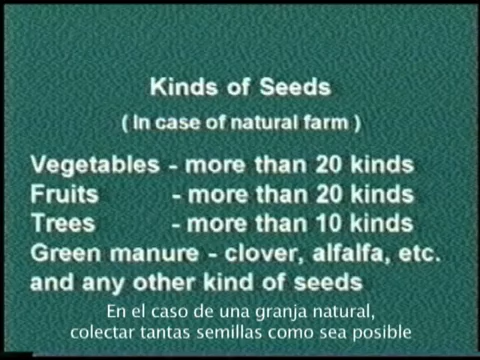 Kinds of Seeds
( In case of natural farm )
Vegetables - more than 20 kinds
Fruits - more than 20 kinds
Trees - more than 10 kinds
Green manure - clover, alfalfa, etc.
and any other kind of seeds
En el caso de una granja natural,
colectar tantas semillas como sea posible